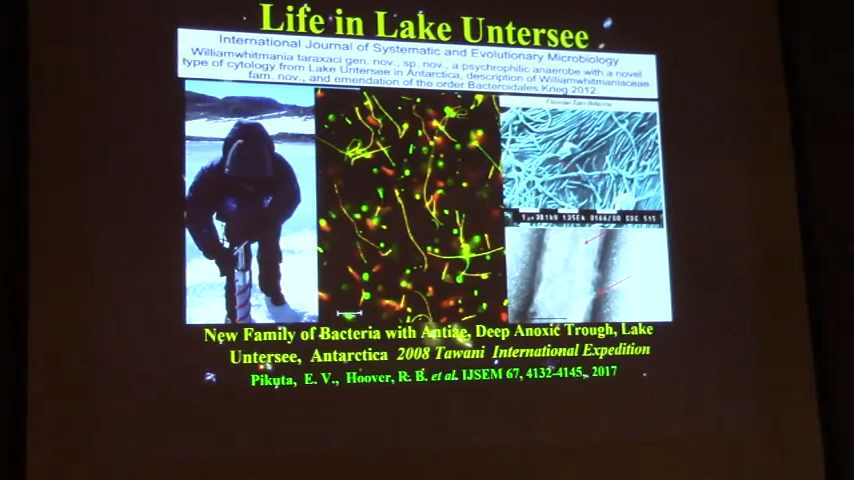 Life in Lake Untersee
International Journal of Systematic and Evolutionary Microbiology
Williamwhitmania taraxaci gen. nov., sp. nov., a psychrophilic anaerobe with a novel
type of cytology from Lake Untersee in Antarctica, description of Williamwhitmaniaceae
fam. nov., and emendation of the order Bacteroidales Krieg 2012
New Family of Bacteria with Antiae, Deep Anoxic Trough, Lake
Untersee, Antarctica 2008 Tawani International Expedition
Pikuta, E. V., Hoover, R. B. et al. IJSEM 67, 4132-4145, 2017